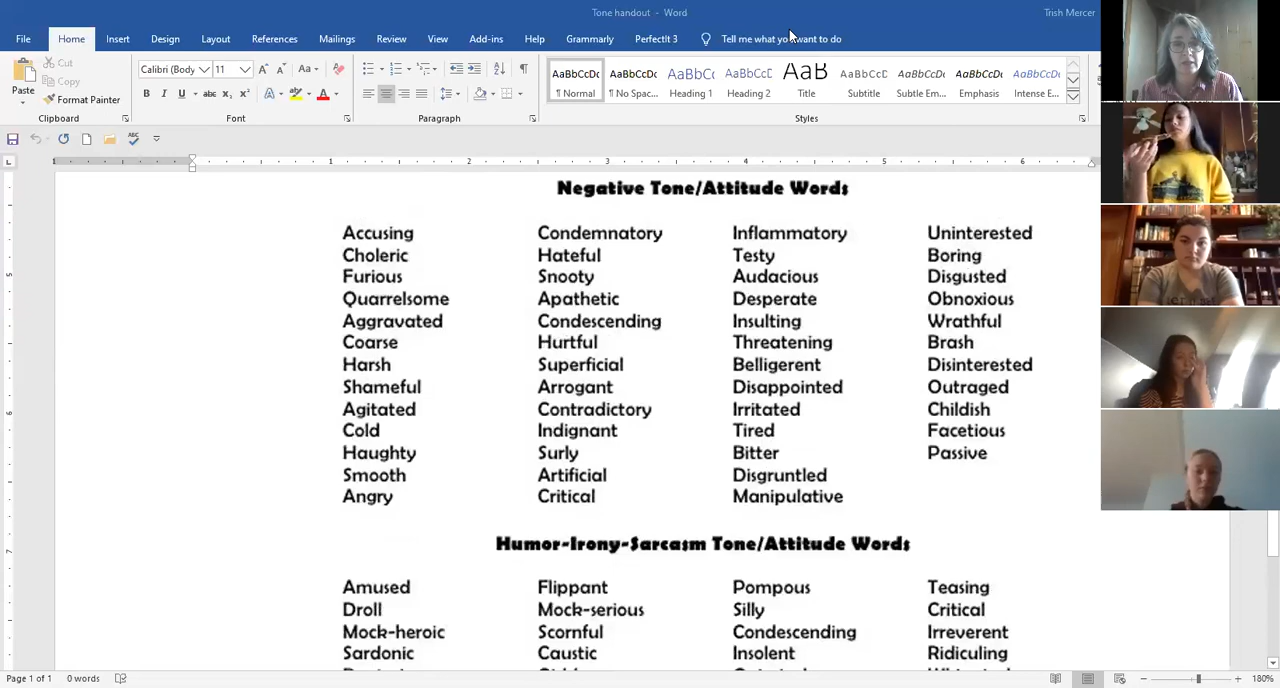 Tone handout - Word
Trish Mercer
File Home Insert Design Layout References Mailings Review View Add-ins Help Grammarly PerfectIt 3 Tell me what you want to do
Cut
Copy
Paste
Format Painter
Calibri (Body 11
Clipboard Font Paragraph Styles
AaBbCcDc AaBbCcDc AaBbCc AaBbCcD AaB AaBbCcD AaBbCcDc AaBbCcDc AaBbCcDc
¶ Normal ¶ No Spac... Heading 1 Heading 2 Title Subtitle Subtle Em... Emphasis Intense E...
Negative Tone/Attitude Words
Accusing Condemnatory Inflammatory Uninterested
Choleric Hateful Testy Boring
Furious Snooty Audacious Disgusted
Quarrelsome Apathetic Desperate Obnoxious
Aggravated Condescending Insulting Wrathful
Coarse Hurtful Threatening Brash
Harsh Superficial Belligerent Disinterested
Shameful Arrogant Disappointed Outraged
Agitated Contradictory Irritated Childish
Cold Indignant Tired Facetious
Haughty Surly Bitter Passive
Smooth Artificial Disgruntled
Angry Critical Manipulative
Humor-Irony-Sarcasm Tone/Attitude Words
Amused Flippant Pompous Teasing
Droll Mock-serious Silly Critical
Mock-heroic Scornful Condescending Irreverent
Sardonic Caustic Insolent Ridiculing
Page 1 of 1 0 words 180%